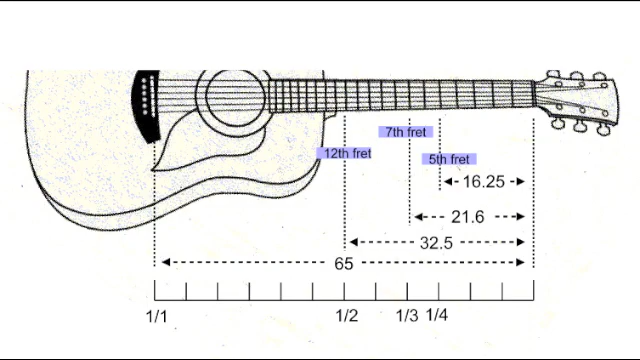 7th fret
12th fret
5th fret
16.25
21.6
32.5
65
1/1 1/2 1/3 1/4